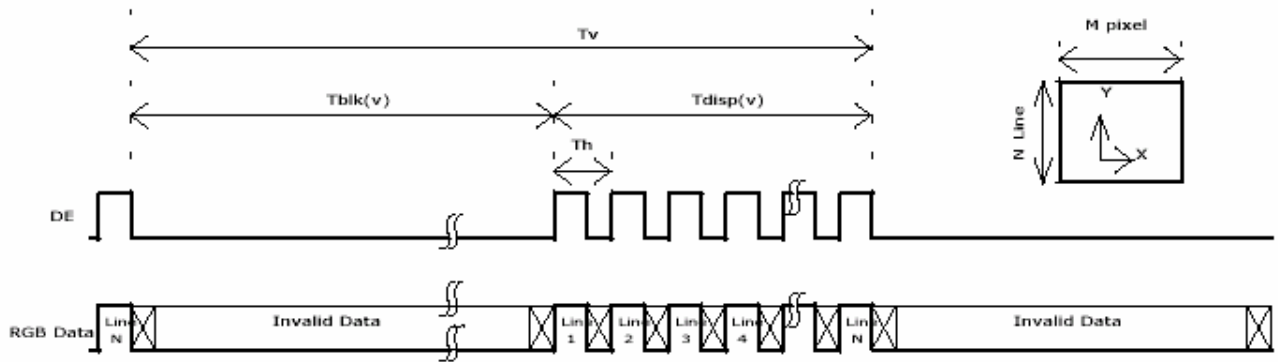 Tv
M pixel
Tblk(v)
Tdisp(v)
N Line
Y
X
Th
DE
RGB Data
Line N
Invalid Data
Line 1
Line 2
Line 3
Line 4
Line N
Invalid Data